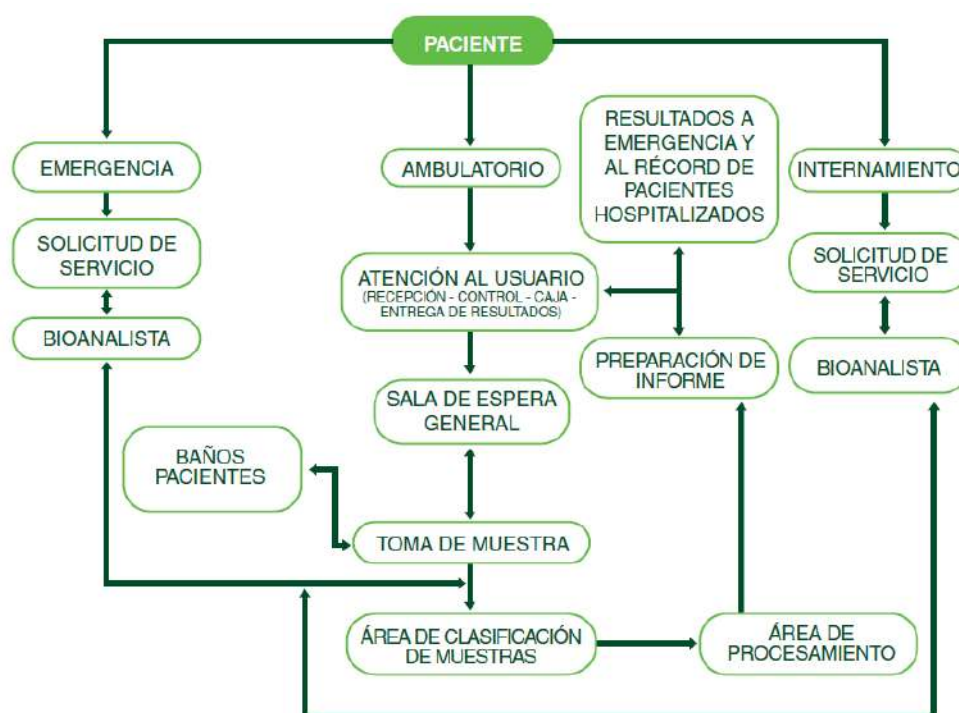 PACIENTE
EMERGENCIA
SOLICITUD DE
SERVICIO
BIOANALISTA
AMBULATORIO
ATENCIÓN AL USUARIO
(RECEPCIÓN - CONTROL - CAJA -
ENTREGA DE RESULTADOS)
SALA DE ESPERA
GENERAL
BAÑOS
PACIENTES
TOMA DE MUESTRA
ÁREA DE CLASIFICACIÓN
DE MUESTRAS
ÁREA DE
PROCESAMIENTO
PREPARACIÓN DE
INFORME
RESULTADOS A
EMERGENCIA Y
AL RÉCORD DE
PACIENTES
HOSPITALIZADOS
INTERNAMIENTO
SOLICITUD DE
SERVICIO
BIOANALISTA